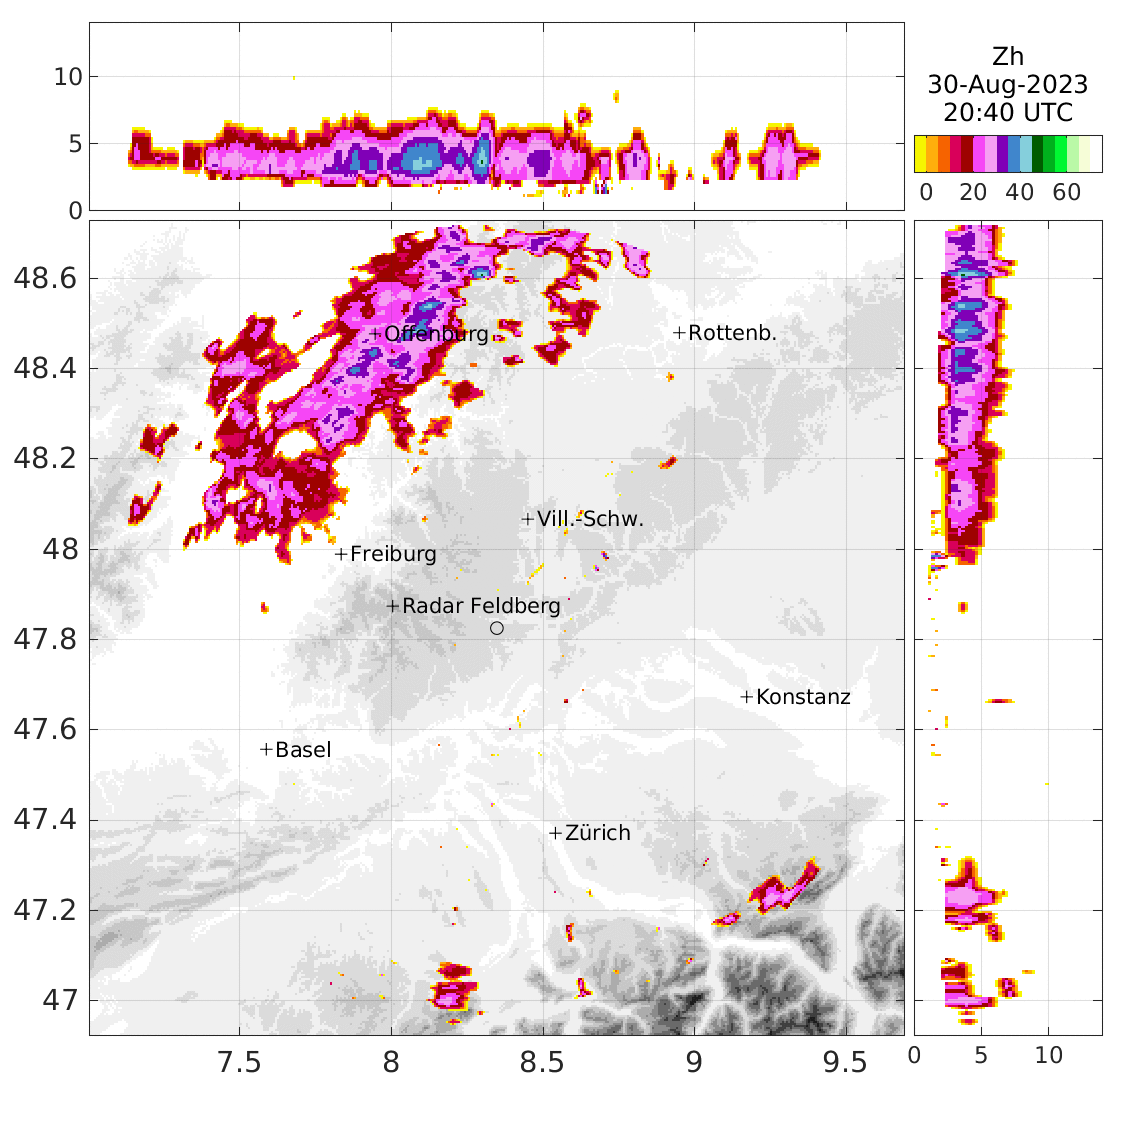 10
5
0
Zh
30-Aug-2023
20:40 UTC
0 20 40 60
48.6
48.4
48.2
48
47.8
47.6
47.4
47.2
47
Offenburg
Rottenb.
Vill.-Schw.
Freiburg
Radar Feldberg
Konstanz
Basel
Zürich
7.5 8 8.5 9 9.5
0 5 10